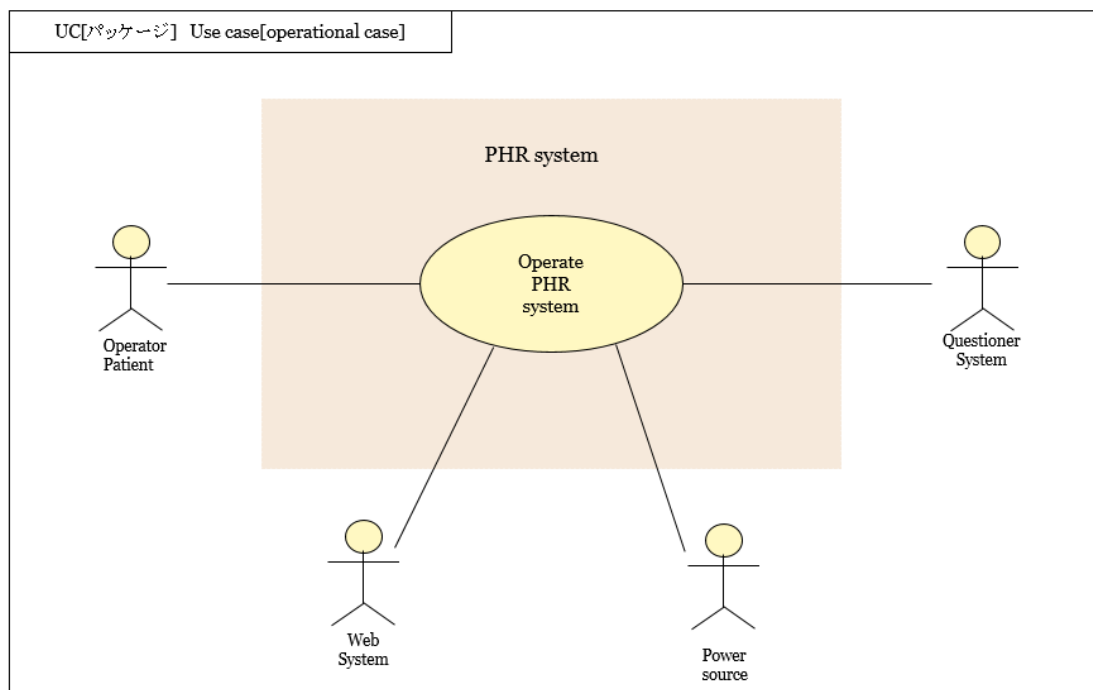 UC[パッケージ] Use case[operational case]
PHR system
Operate
PHR
system
Operator
Patient
Questioner
System
Web
System
Power
source